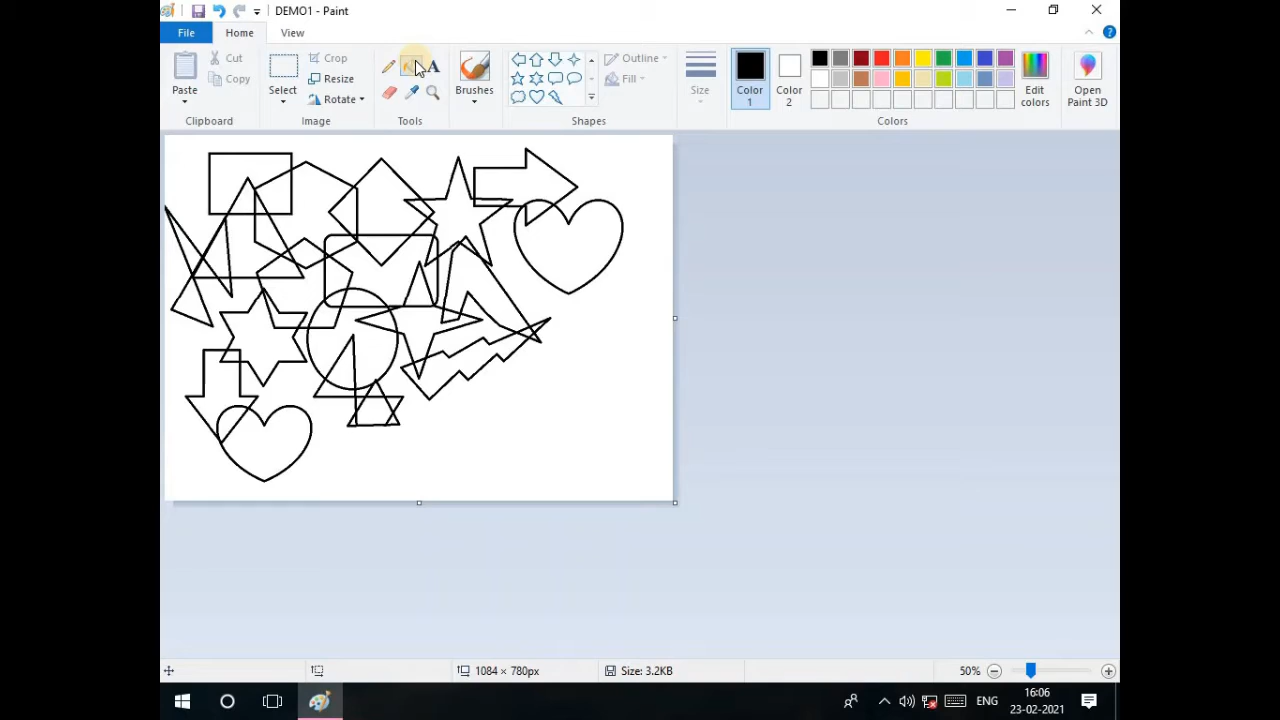 DEMO1 - Paint
File Home View
Cut
Copy
Paste
Clipboard
Select
Crop
Resize
Rotate
Image
A
Tools
Brushes
Outline
Fill
Shapes
Size
Color 1
Color 2
Edit colors
Colors
Open Paint 3D
1084 × 780px
Size: 3.2KB
50%
ENG
16:06
23-02-2021